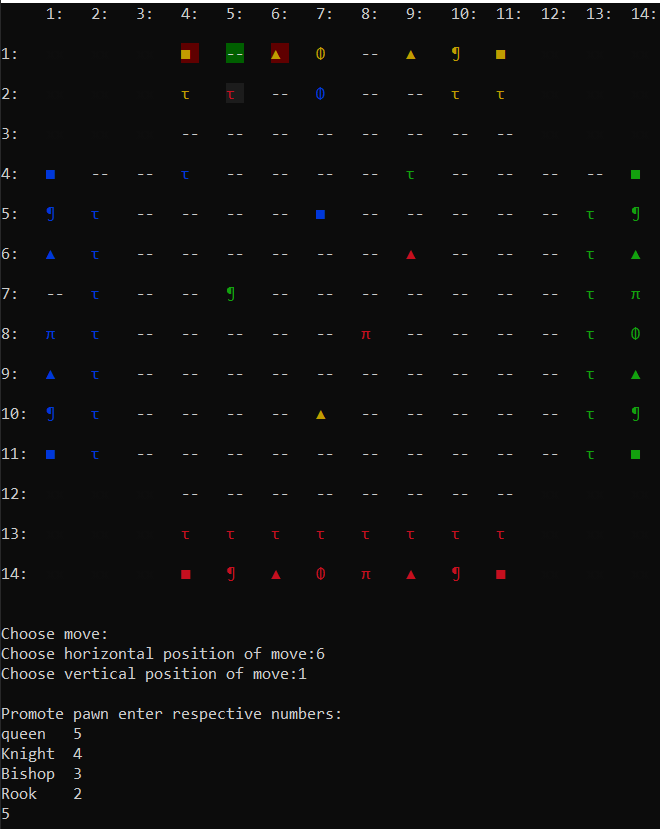 1: 2: 3: 4: 5: 6: 7: 8: 9: 10: 11: 12: 13: 14:
1: ■ -- ▲ Φ -- ▲ ¶ ■
2: τ τ -- Φ -- -- τ τ
3: -- -- -- -- -- -- -- --
4: ■ -- -- τ -- -- -- -- τ -- -- -- -- ■
5: ¶ τ -- -- -- -- ■ -- -- -- -- -- τ ¶
6: ▲ τ -- -- -- -- -- -- ▲ -- -- -- τ ▲
7: -- τ -- -- ¶ -- -- -- -- -- -- -- τ π
8: π τ -- -- -- -- -- π -- -- -- -- τ Φ
9: ▲ τ -- -- -- -- -- -- -- -- -- -- τ ▲
10: ¶ τ -- -- -- -- ▲ -- -- -- -- -- τ ¶
11: ■ τ -- -- -- -- -- -- -- -- -- -- τ ■
12: -- -- -- -- -- -- -- --
13: τ τ τ τ τ τ τ τ
14: ■ ¶ ▲ Φ π ▲ ¶ ■
Choose move:
Choose horizontal position of move:6
Choose vertical position of move:1
Promote pawn enter respective numbers:
queen 5
Knight 4
Bishop 3
Rook 2
5